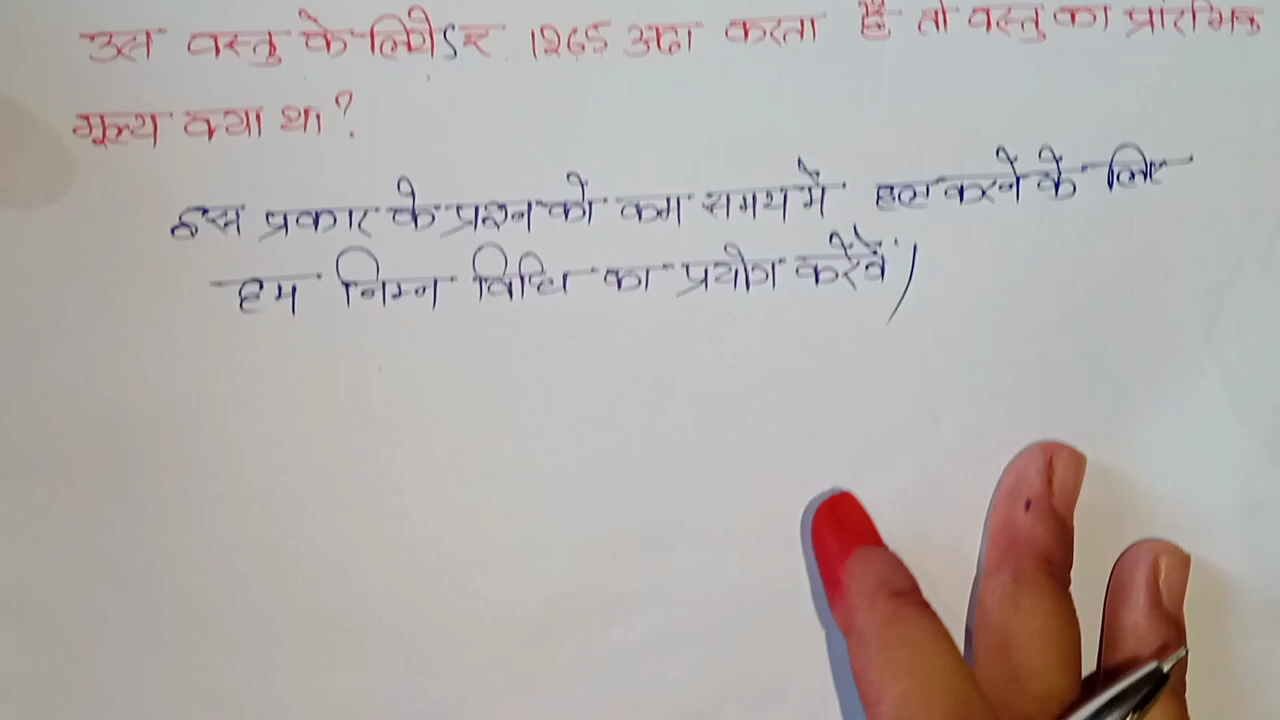 उस वस्तु के लिये रु. 1265 अदा करता है तो वस्तु का प्रारंभिक
मूल्य क्या था?
इस प्रकार के प्रश्न को कम समय में हल करने के लिए
हम निम्न विधि का प्रयोग करेंगें।